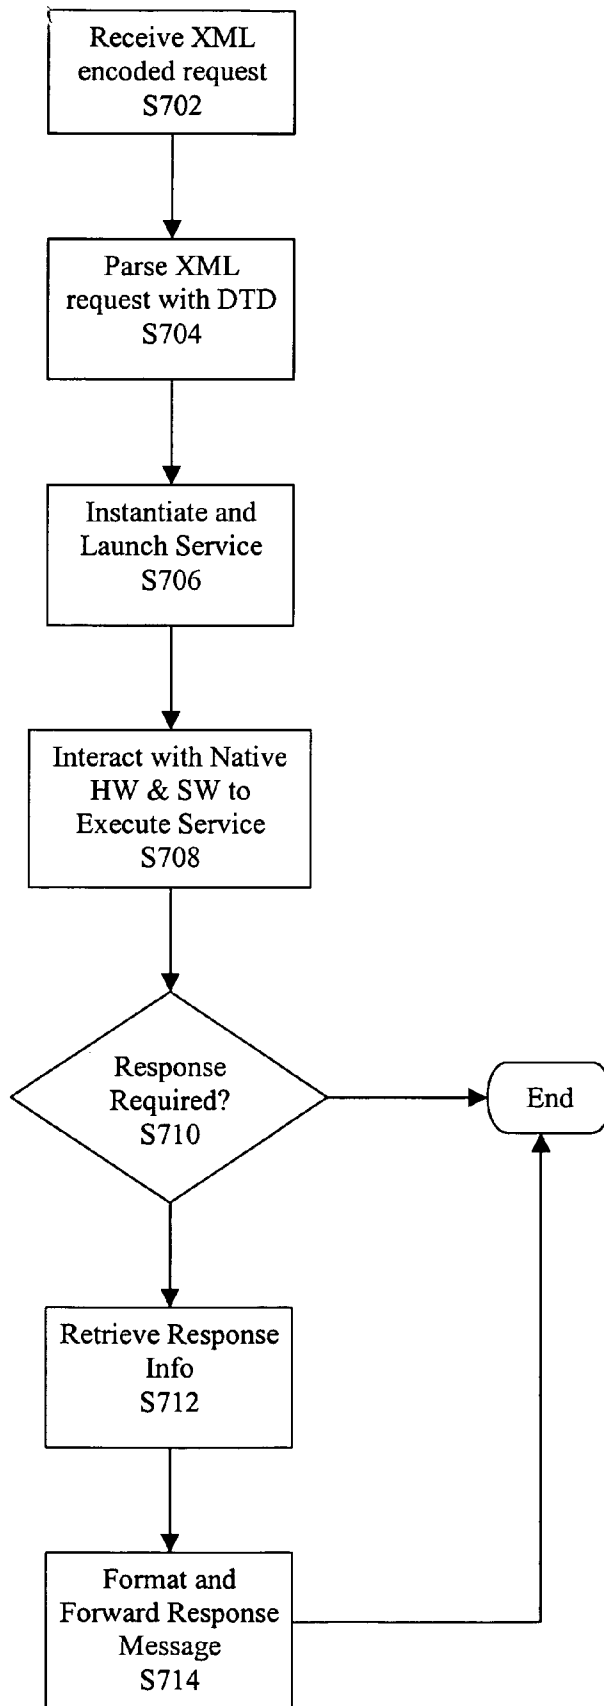 Receive XML
encoded request
S702
Parse XML
request with DTD
S704
Instantiate and
Launch Service
S706
Interact with Native
HW & SW to
Execute Service
S708
Response
Required?
S710
End
Retrieve Response
Info
S712
Format and
Forward Response
Message
S714